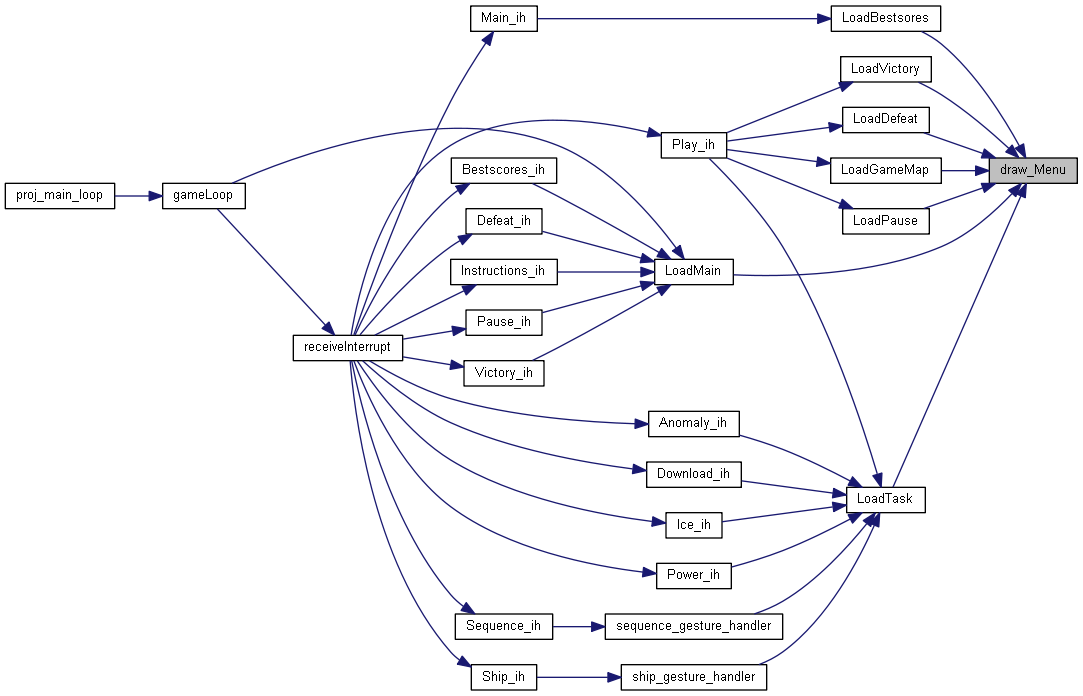 Main_ih
LoadBestsores
LoadVictory
LoadDefeat
Play_ih
Bestscores_ih
LoadGameMap
draw_Menu
proj_main_loop
gameLoop
Defeat_ih
LoadPause
Instructions_ih
LoadMain
Pause_ih
receiveInterrupt
Victory_ih
Anomaly_ih
Download_ih
LoadTask
Ice_ih
Power_ih
Sequence_ih
sequence_gesture_handler
Ship_ih
ship_gesture_handler